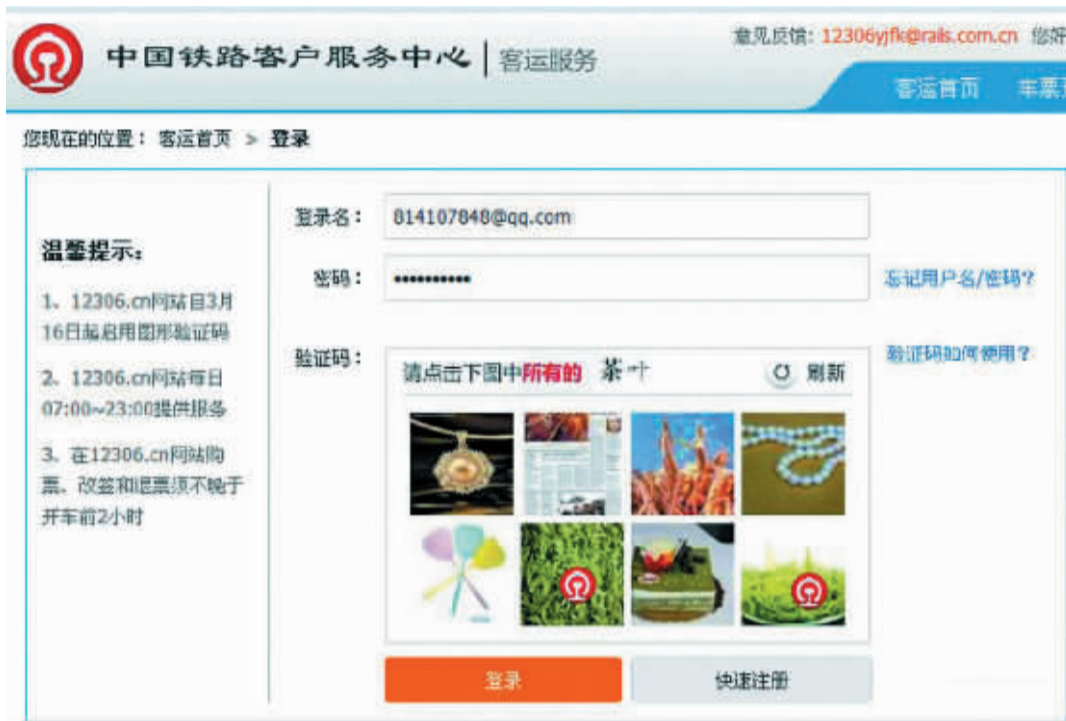 中国铁路客户服务中心 | 客运服务
意见反馈: 12306yjfk@rails.com.cn 您好
客运首页 车票
您现在的位置： 客运首页 > 登录
温馨提示：
1、12306.cn网站自3月
16日起启用图形验证码
2、12306.cn网站每日
07:00~23:00提供服务
3、在12306.cn网站购
票、改签和退票须不晚于
开车前2小时
登录名： 814107848@qq.com
密码： ••••••••••
忘记用户名/密码?
验证码：
请点击下图中所有的 茶叶
刷新
验证码如何使用?
登录
快速注册